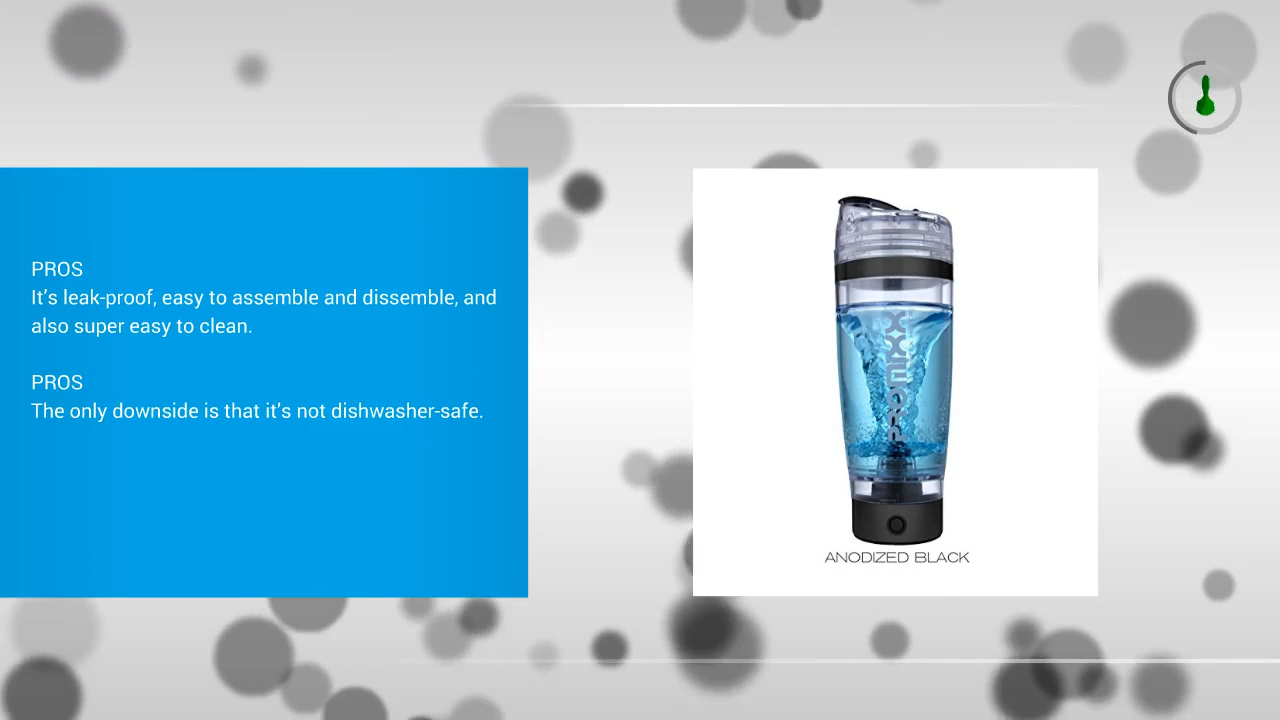 PROS
It’s leak-proof, easy to assemble and dissemble, and
also super easy to clean.
PROS
The only downside is that it’s not dishwasher-safe.
PROMIXX
ANODIZED BLACK